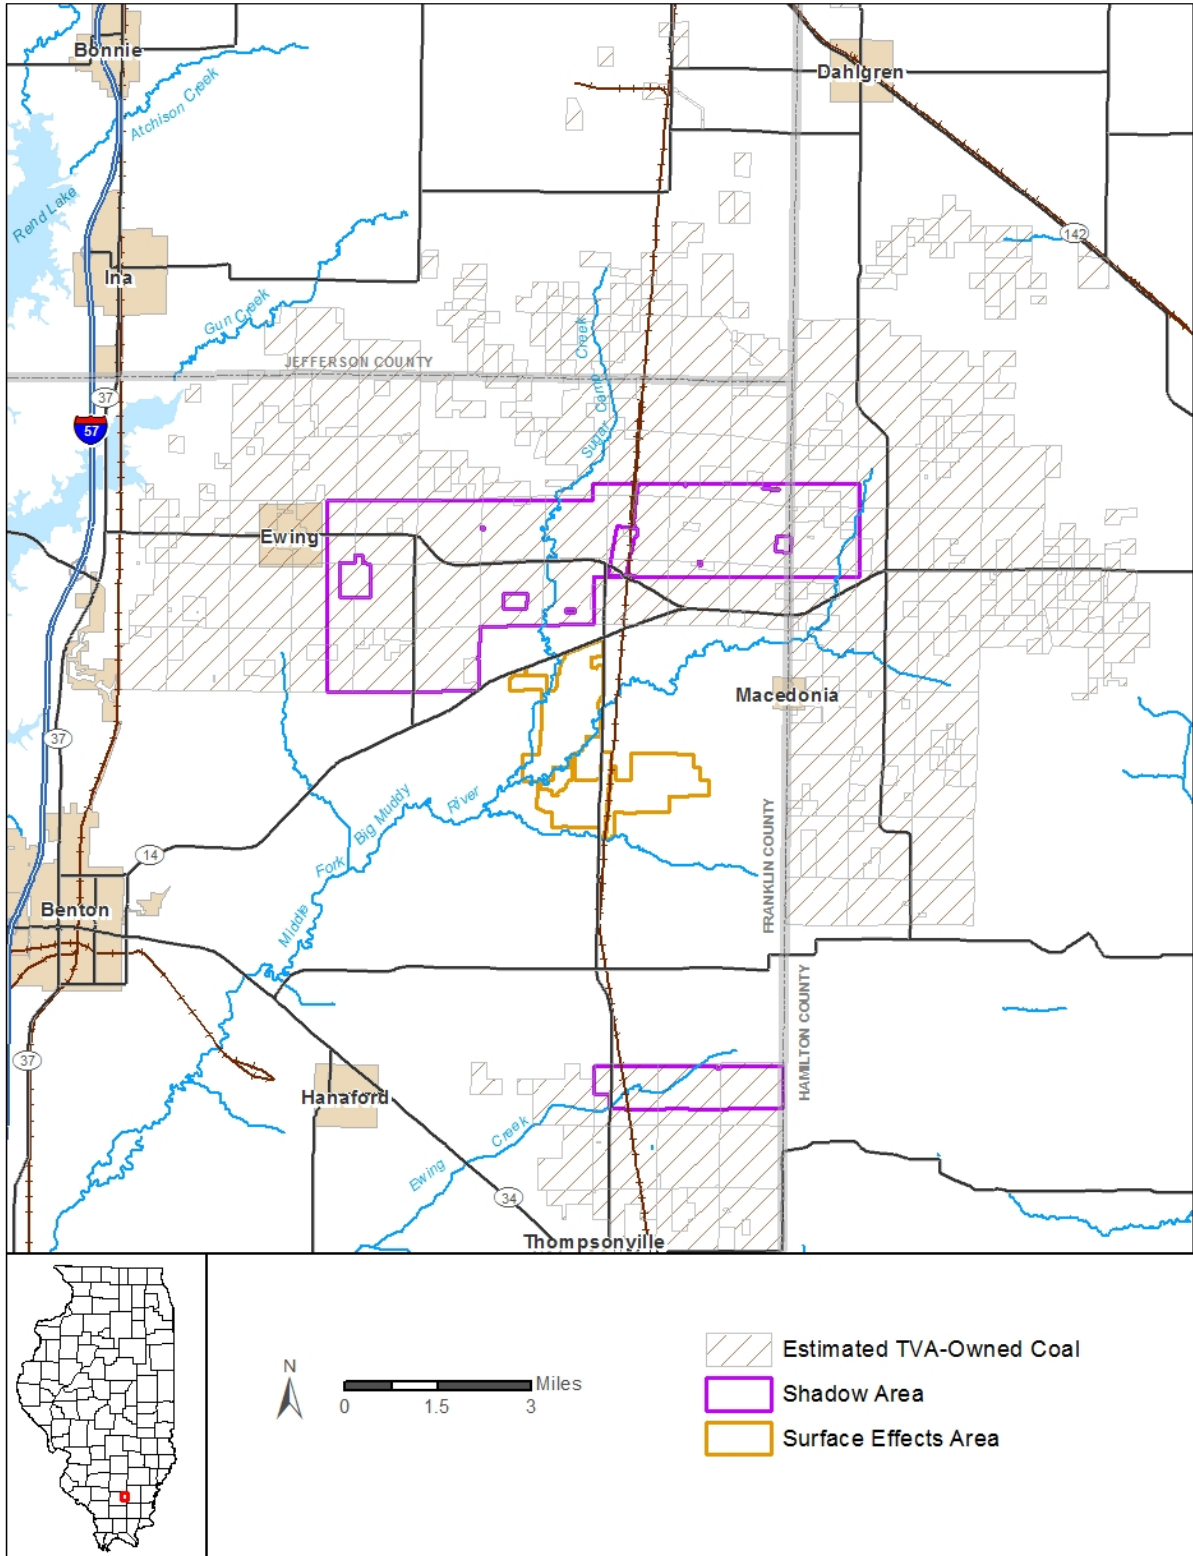 Bonnie
Dahlgren
Atchison Creek
Rend Lake
142
Ina
Gun Creek
Creek
JEFFERSON COUNTY
37
Camp
57
Sugar
Ewing
Macedonia
37
Big Muddy
River
FRANKLIN COUNTY
14
Fork
Benton
Middle
HAMILTON COUNTY
37
Hanaford
Creek
Ewing
34
Thompsonville
Estimated TVA-Owned Coal
N
Miles
Shadow Area
0 1.5 3
Surface Effects Area